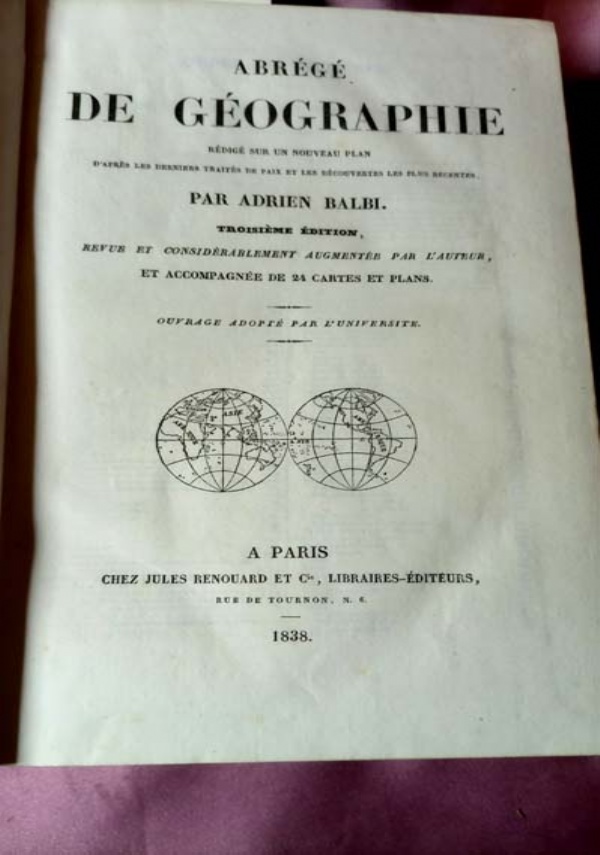 ABRÉGÉ
DE GÉOGRAPHIE
RÉDIGÉ SUR UN NOUVEAU PLAN
D'APRÈS LES DERNIERS TRAITÉS DE PAIX ET LES DÉCOUVERTES LES PLUS RÉCENTES.
PAR ADRIEN BALBI.
TROISIÈME ÉDITION,
REVUE ET CONSIDÉRABLEMENT AUGMENTÉE PAR L'AUTEUR,
ET ACCOMPAGNÉE DE 24 CARTES ET PLANS.
OUVRAGE ADOPTÉ PAR L'UNIVERSITE.
ASIE
A PARIS
CHEZ JULES RENOUARD ET Cie, LIBRAIRES-ÉDITEURS,
RUE DE TOURNON, N. 6.
1838.